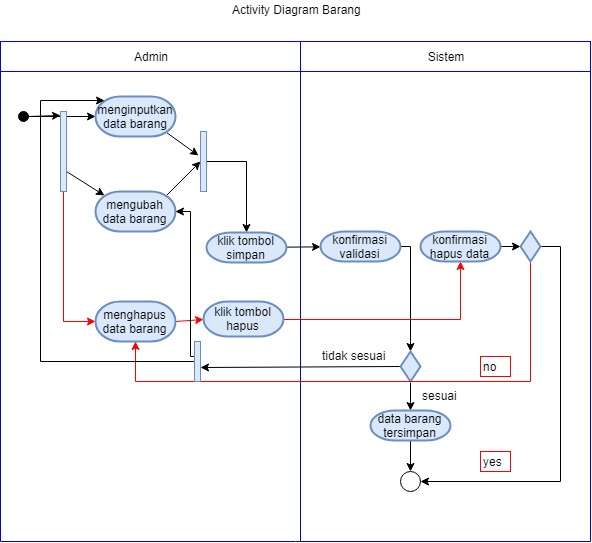 Activity Diagram Barang
Admin
Sistem
menginputkan
data barang
mengubah
data barang
klik tombol
simpan
konfirmasi
validasi
konfirmasi
hapus data
menghapus
data barang
klik tombol
hapus
tidak sesuai
no
sesuai
data barang
tersimpan
yes